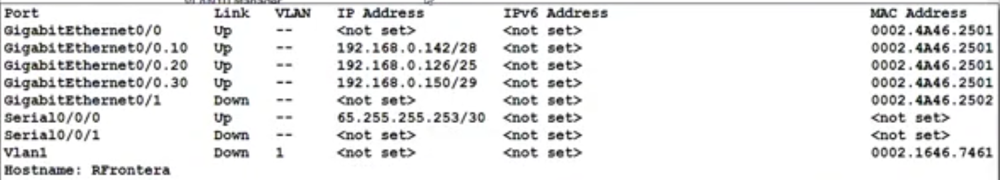 Port Link VLAN IP Address IPv6 Address MAC Address
GigabitEthernet0/0 Up -- <not set> <not set> 0002.4A46.2501
GigabitEthernet0/0.10 Up -- 192.168.0.142/28 <not set> 0002.4A46.2501
GigabitEthernet0/0.20 Up -- 192.168.0.126/25 <not set> 0002.4A46.2501
GigabitEthernet0/0.30 Up -- 192.168.0.150/29 <not set> 0002.4A46.2501
GigabitEthernet0/1 Down -- <not set> <not set> 0002.4A46.2502
Serial0/0/0 Up -- 65.255.255.253/30 <not set> <not set>
Serial0/0/1 Down -- <not set> <not set> <not set>
Vlan1 Down 1 <not set> <not set> 0002.1646.7461
Hostname: RFrontera